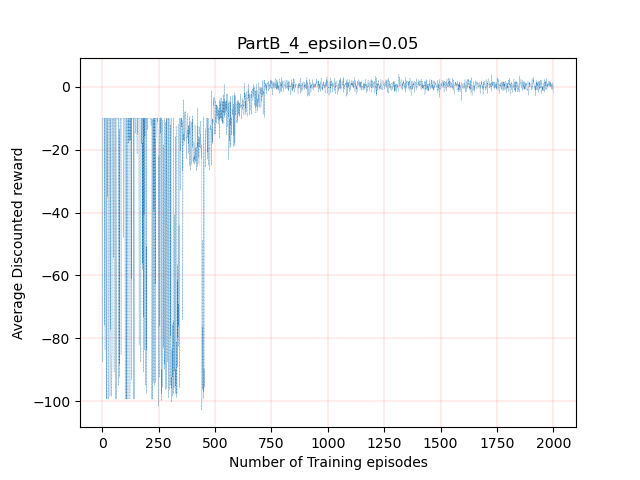 PartB_4_epsilon=0.05
Average Discounted reward
0
−20
−40
−60
−80
−100
0 250 500 750 1000 1250 1500 1750 2000
Number of Training episodes